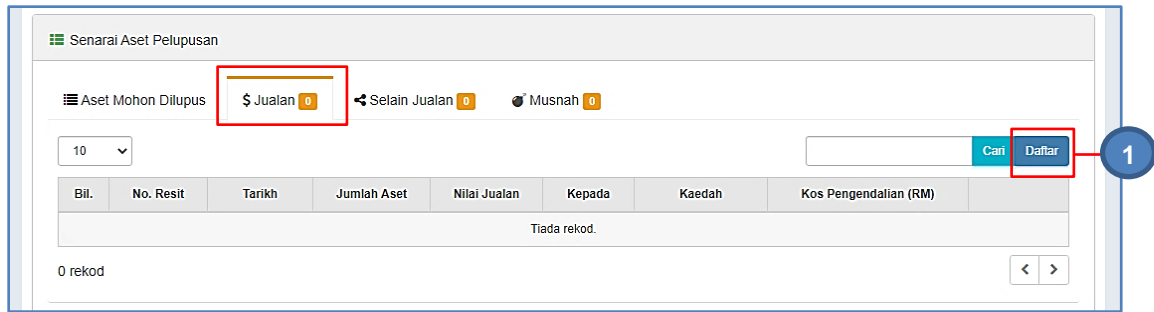 Senarai Aset Pelupusan
Aset Mohon Dilupus $ Jualan 0 Selain Jualan 0 Musnah 0
10 Cari Daftar 1
Bil. No. Resit Tarikh Jumlah Aset Nilai Jualan Kepada Kaedah Kos Pengendalian (RM)
Tiada rekod.
0 rekod